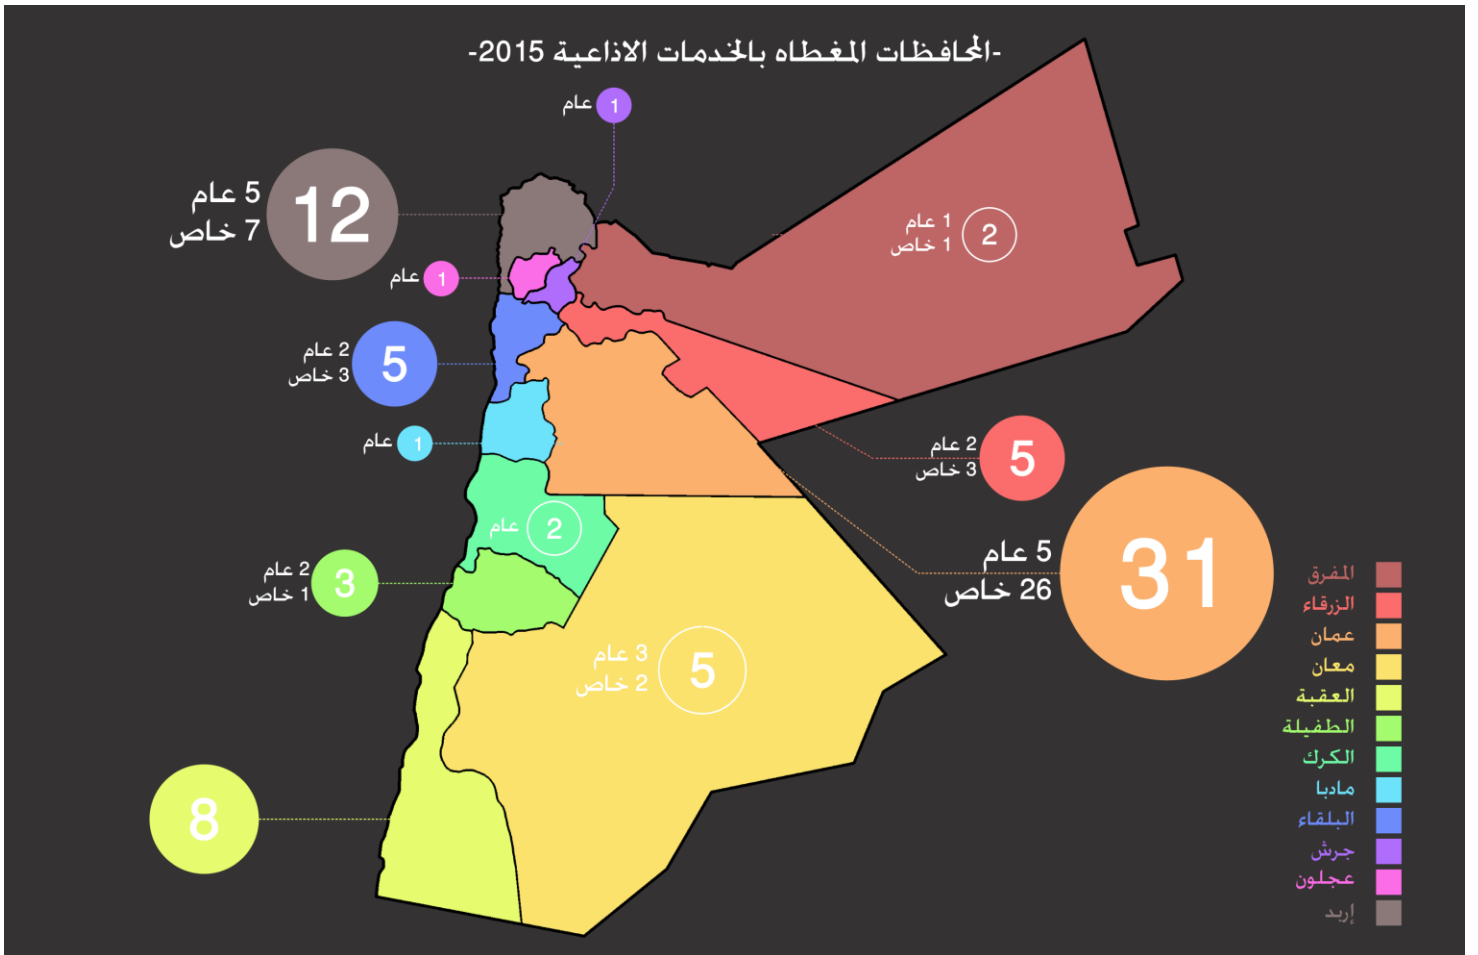 -المحافظات المغطاه بالخدمات الاذاعية 2015-
1 عام
12
5 عام
7 خاص
2
1 عام
1 خاص
1 عام
5
2 عام
3 خاص
1 عام
5
2 عام
3 خاص
2 عام
31
5 عام
26 خاص
3
2 عام
1 خاص
5
3 عام
2 خاص
8
المفرق
الزرقاء
عمان
معان
العقبة
الطفيلة
الكرك
مادبا
البلقاء
جرش
عجلون
إربد